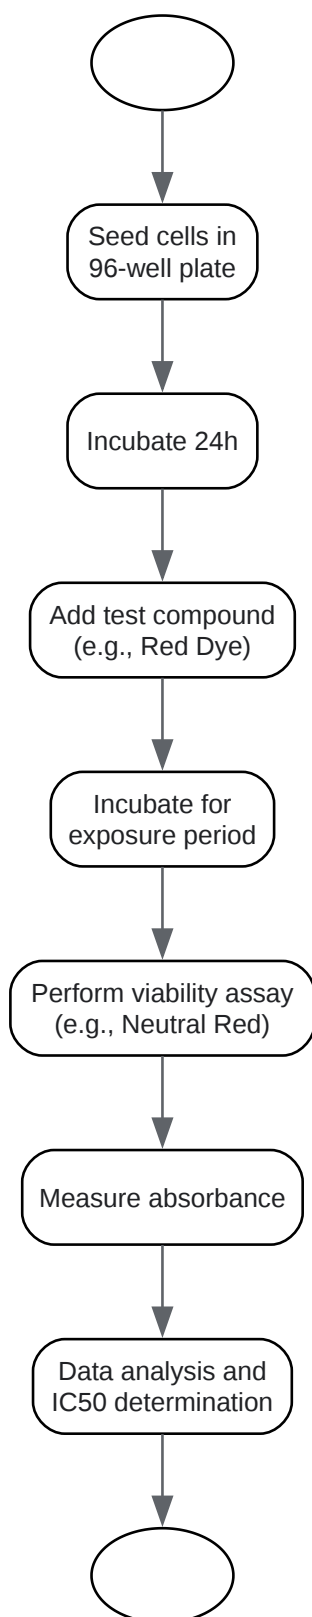 Seed cells in
96-well plate
Incubate 24h
Add test compound
(e.g., Red Dye)
Incubate for
exposure period
Perform viability assay
(e.g., Neutral Red)
Measure absorbance
Data analysis and
IC50 determination